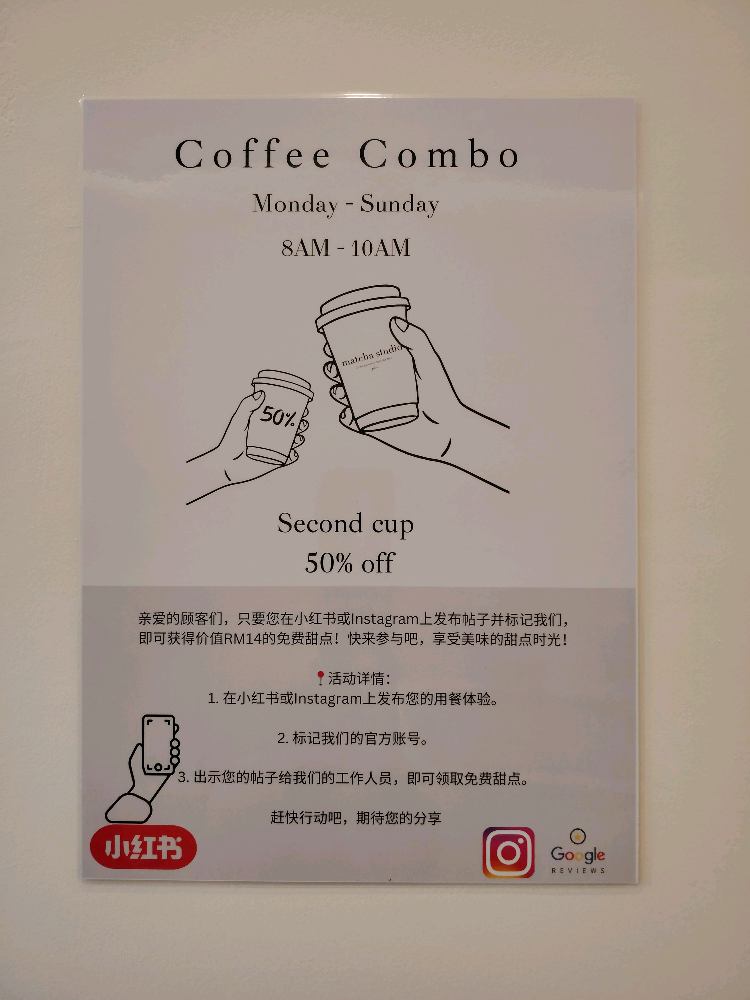 Coffee Combo
Monday - Sunday
8AM - 10AM
matcha studio
50%
Second cup
50% off
亲爱的顾客们，只要您在小红书或Instagram上发布帖子并标记我们，
即可获得价值RM14的免费甜点！快来参与吧，享受美味的甜点时光！
活动详情：
1. 在小红书或Instagram上发布您的用餐体验。
2. 标记我们的官方账号。
3. 出示您的帖子给我们的工作人员，即可领取免费甜点。
赶快行动吧，期待您的分享
小红书
Google
REVIEWS